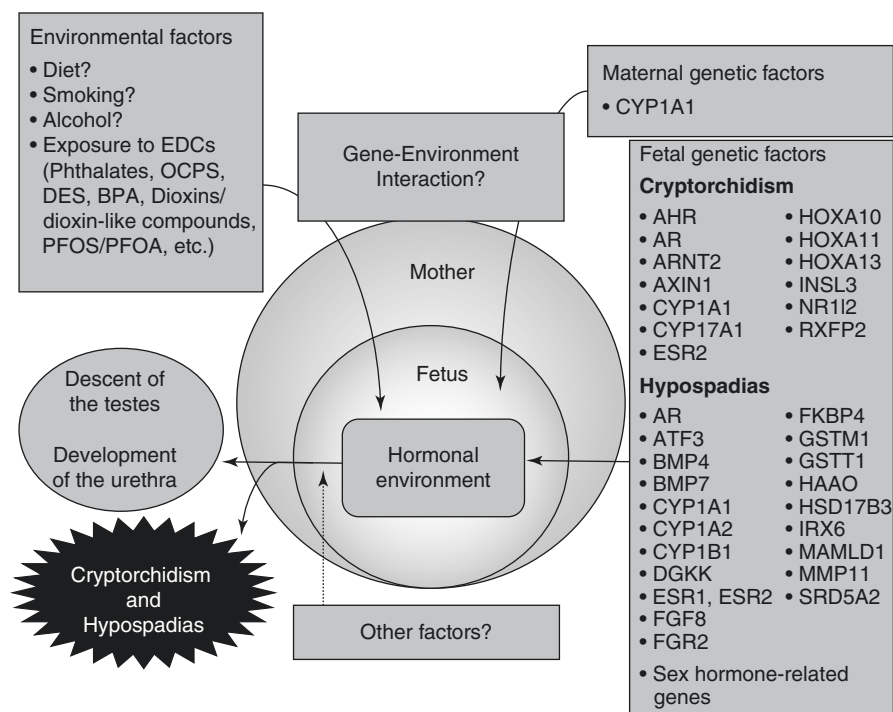 Environmental factors
• Diet?
• Smoking?
• Alcohol?
• Exposure to EDCs
(Phthalates, OCPS,
DES, BPA, Dioxins/
dioxin-like compounds,
PFOS/PFOA, etc.)
Gene-Environment
Interaction?
Maternal genetic factors
• CYP1A1
Mother
Fetus
Hormonal
environment
Descent of
the testes
Development
of the urethra
Cryptorchidism
and
Hypospadias
Other factors?
Fetal genetic factors
Cryptorchidism
• AHR
• AR
• ARNT2
• AXIN1
• CYP1A1
• CYP17A1
• ESR2
• HOXA10
• HOXA11
• HOXA13
• INSL3
• NR1I2
• RXFP2
Hypospadias
• AR
• ATF3
• BMP4
• BMP7
• CYP1A1
• CYP1A2
• CYP1B1
• DGKK
• ESR1, ESR2
• FGF8
• FGR2
• FKBP4
• GSTM1
• GSTT1
• HAAO
• HSD17B3
• IRX6
• MAMLD1
• MMP11
• SRD5A2
• Sex hormone-related
genes